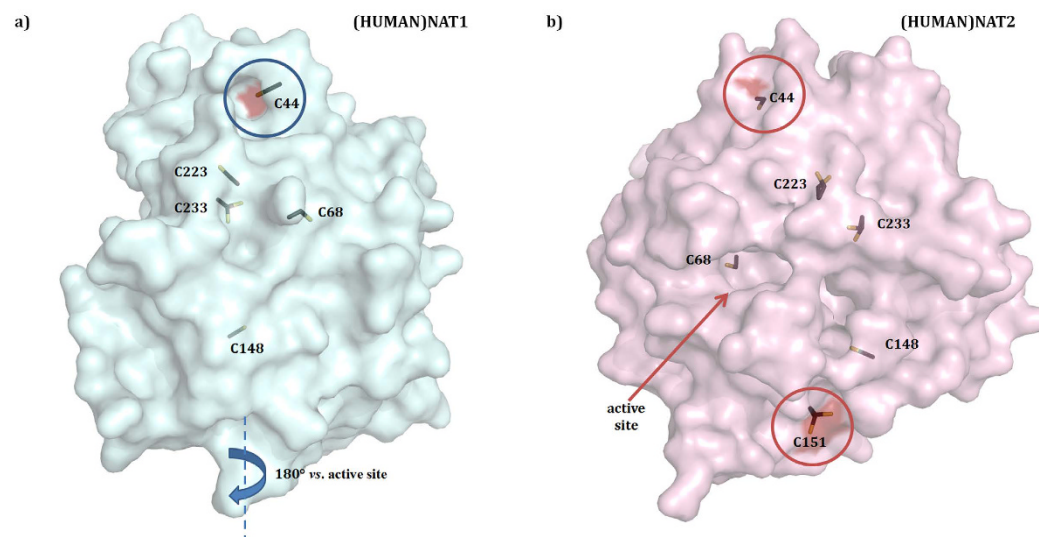 a)
(HUMAN)NAT1
C44
C223
C233
C68
C148
180° vs. active site
b)
(HUMAN)NAT2
C44
C223
C233
C68
C148
active
site
C151